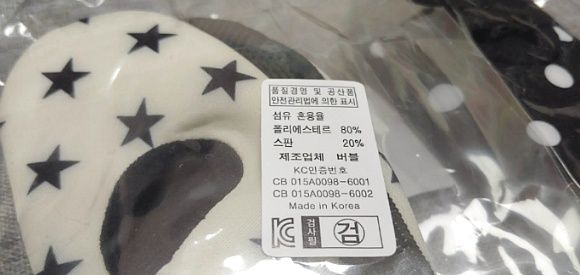 품질경영 및 공산품
안전관리법에 의한 표시
섬유 혼용율
폴리에스테르 80%
스판 20%
제조업체 버블
KC인증번호
CB 015A0098-6001
CB 015A0098-6002
Made in Korea
KC 검사필 검